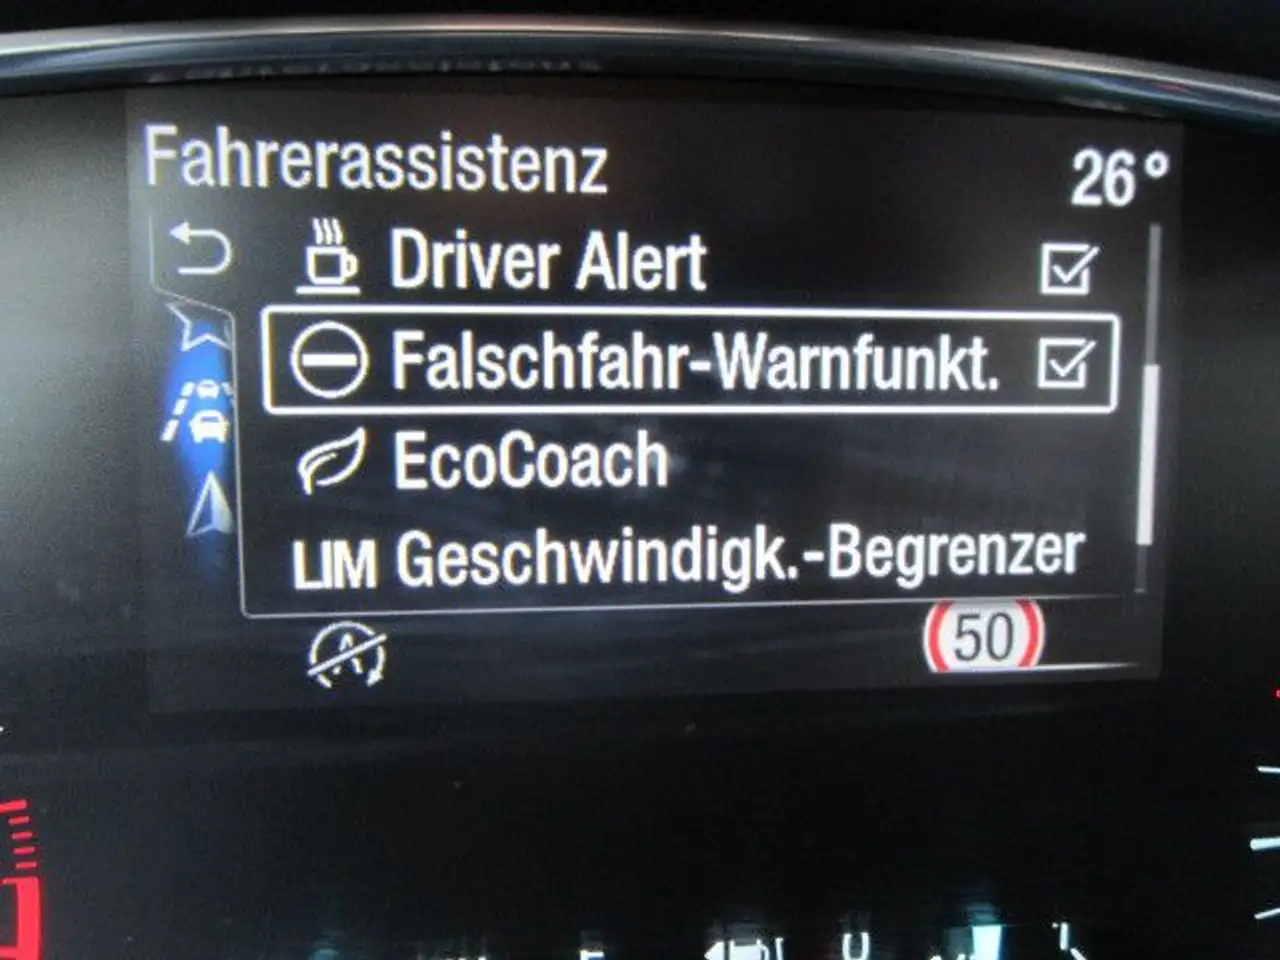 Fahrerassistenz
26°
Driver Alert
Falschfahr-Warnfunkt.
EcoCoach
LIM Geschwindigk.-Begrenzer
A
50